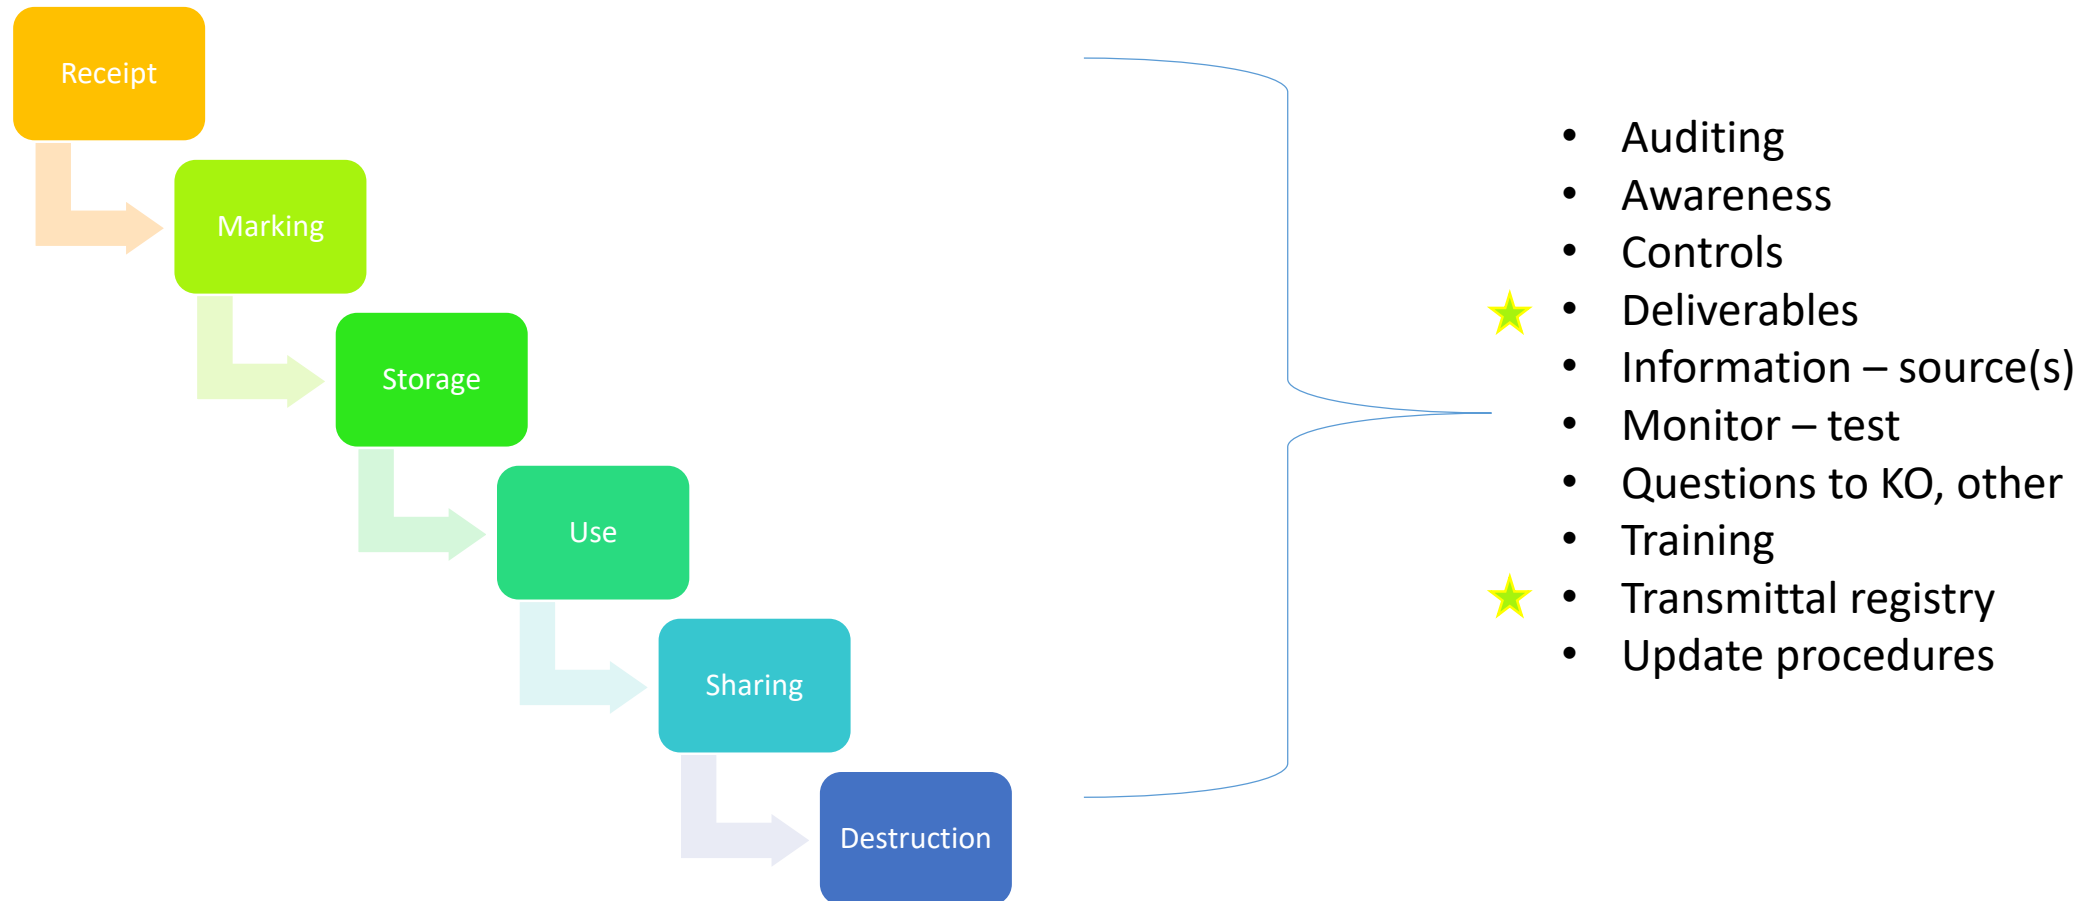 Receipt
Marking
Storage
Use
Sharing
Destruction
• Auditing
• Awareness
• Controls
• Deliverables
• Information – source(s)
• Monitor – test
• Questions to KO, other
• Training
• Transmittal registry
• Update procedures